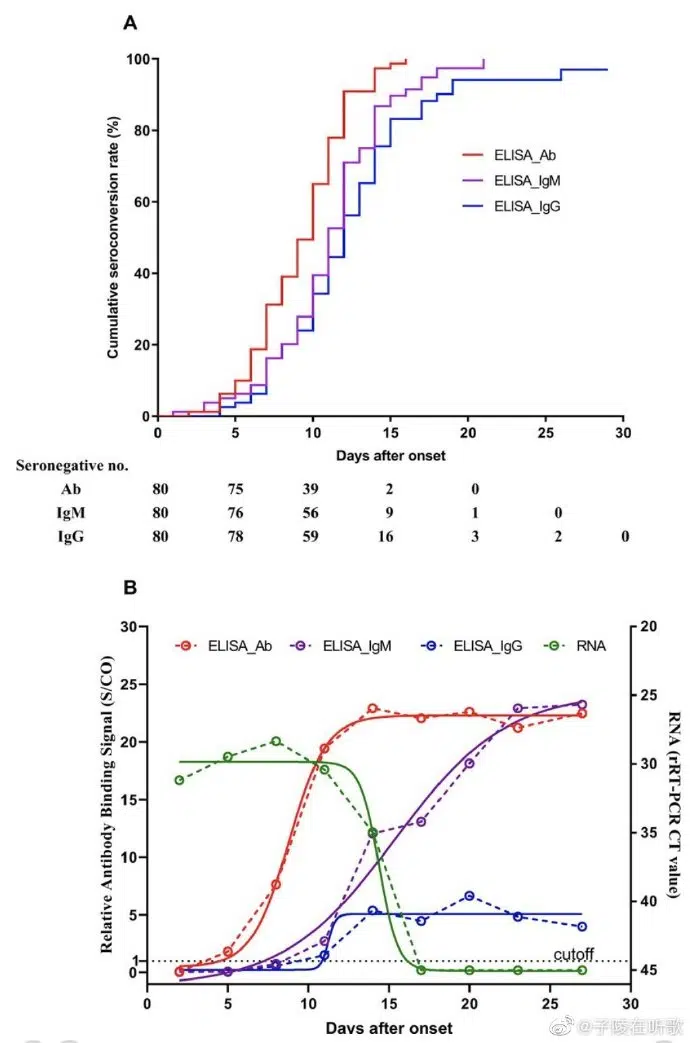 A
100
80
60
40
20
0
Cumulative seroconversion rate (%)
ELISA_Ab
ELISA_IgM
ELISA_IgG
0 5 10 15 20 25 30
Days after onset
Seronegative no.
Ab 80 75 39 2 0
IgM 80 76 56 9 1 0
IgG 80 78 59 16 3 2 0
B
Relative Antibody Binding Signal (S/CO)
30
25
20
15
10
5
1
0
ELISA_Ab ELISA_IgM ELISA_IgG RNA
20
25
30
35
40
45
RNA (rRT-PCR CT value)
cutoff
0 5 10 15 20 25 30
Days after onset
@子唛在听歌